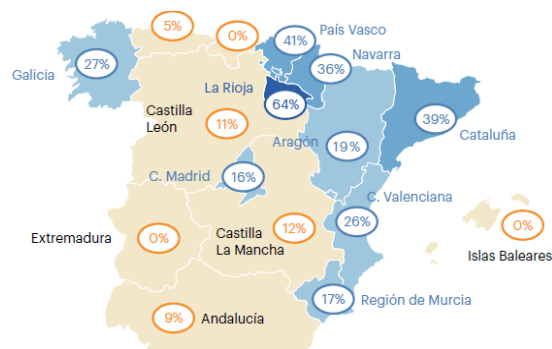 5%
0%
41%
País Vasco
Galicia
27%
36%
Navarra
La Rioja
64%
Castilla
León
11%
39%
Cataluña
Aragón
19%
C. Madrid
16%
C. Valenciana
26%
Extremadura
0%
Castilla
La Mancha
12%
0%
Islas Baleares
17%
Región de Murcia
9%
Andalucía